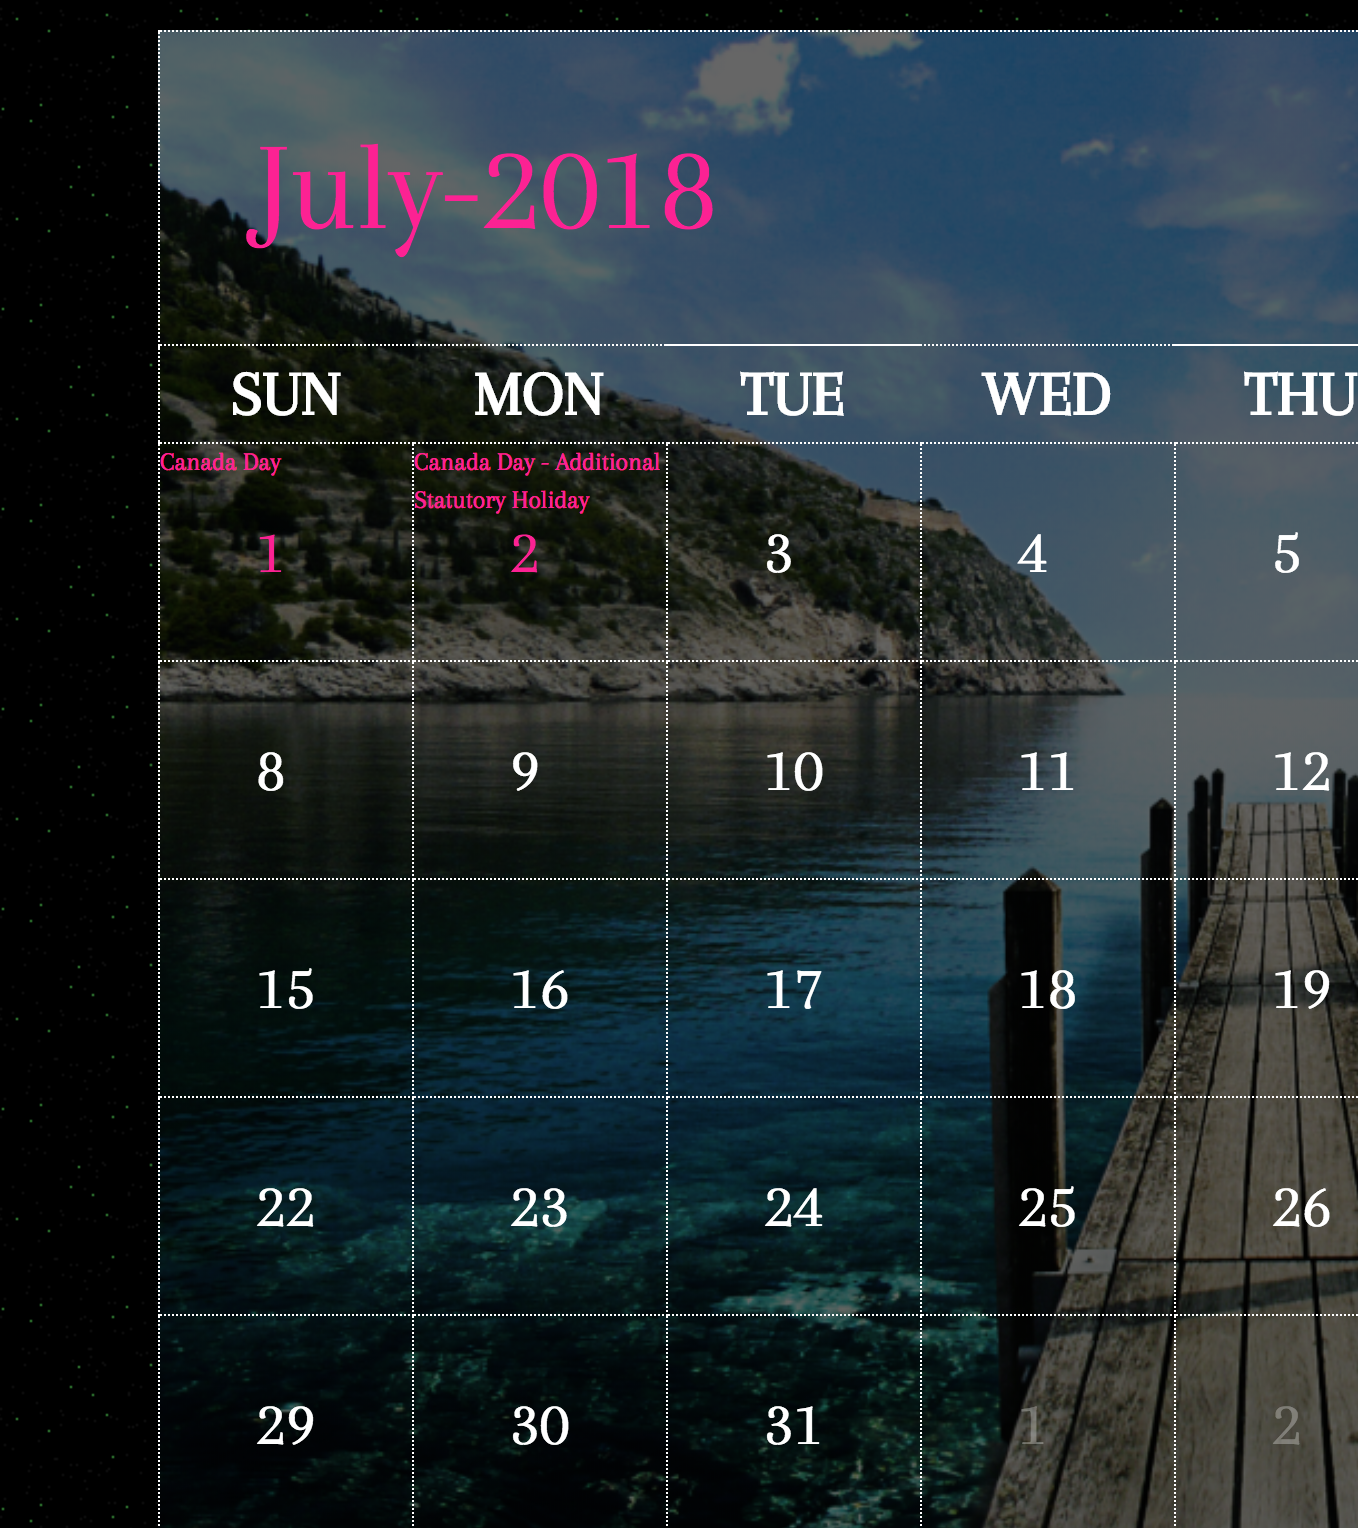 July-2018
SUN MON TUE WED THU
Canada Day Canada Day - Additional
Statutory Holiday
1 2 3 4 5
8 9 10 11 12
15 16 17 18 19
22 23 24 25 26
29 30 31 1 2